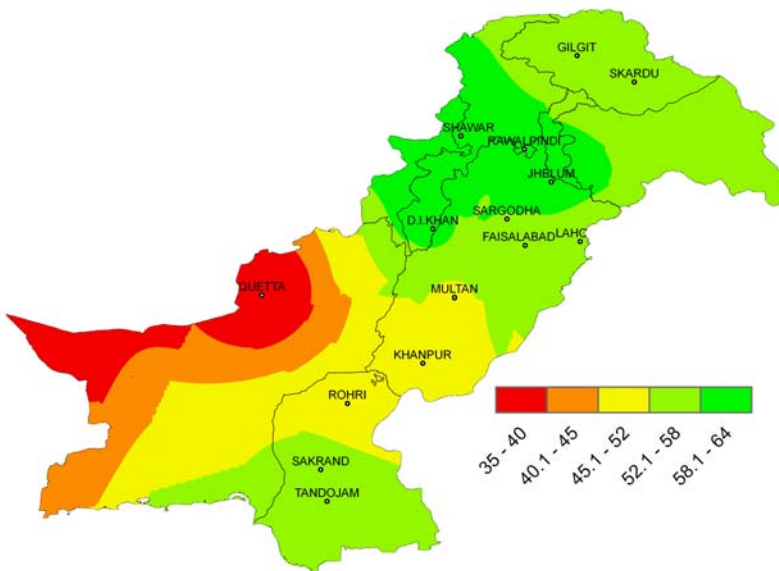 GILGIT
SKARDU
SHAWAR
RAWALPINDI
JHELUM
SARGODHA
D.I.KHAN
FAISALABAD
LAHC
QUETTA
MULTAN
KHANPUR
ROHRI
SAKRAND
TANDOJAM
35 - 40
40.1 - 45
45.1 - 52
52.1 - 58
58.1 - 64